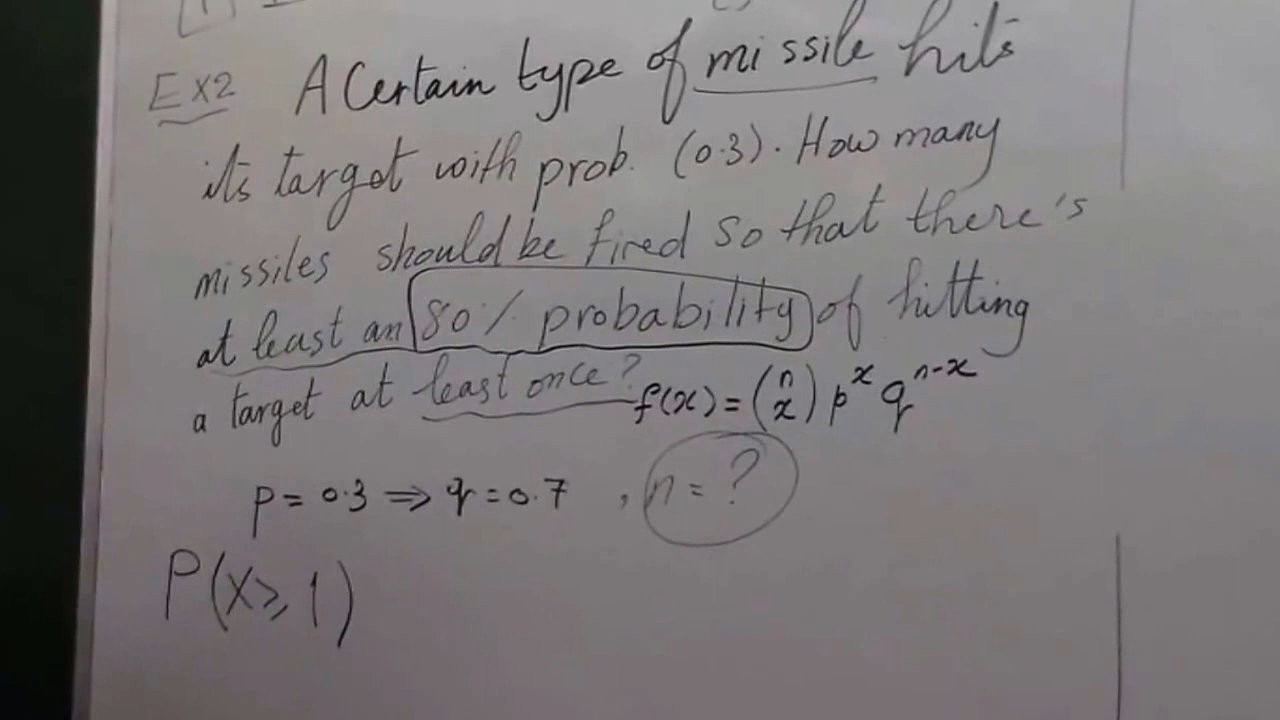 Ex2 A Certain type of missile hits
its target with prob. (0.3). How many
missiles should be fired so that there's
at least an 80% probability of hitting
a target at least once? f(x) = (n x) p^x q^{n-x}
p = 0.3 ⇒ q = 0.7 , n = ?
P(X ≥ 1)